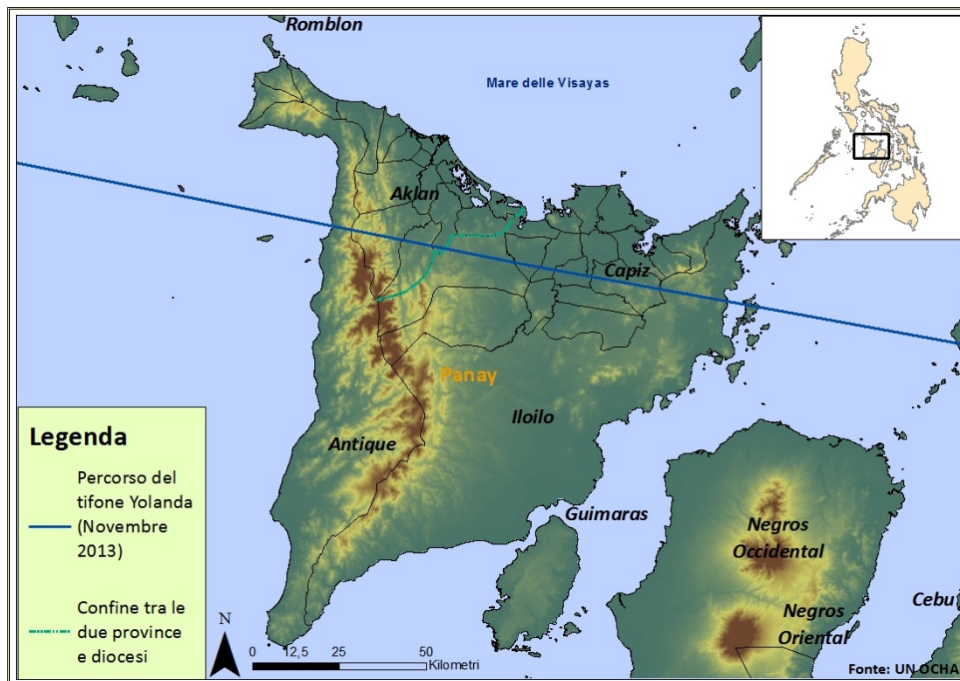 Romblon
Mare delle Visayas
Aklan
Capiz
Panay
Iloilo
Antique
Guimaras
Negros
Occidental
Negros
Oriental
Cebu
Legenda
Percorso del
tifone Yolanda
(Novembre
2013)
Confine tra le
due province
e diocesi
N
0 12,5 25 50
Kilometri
Fonte: UN OCHA